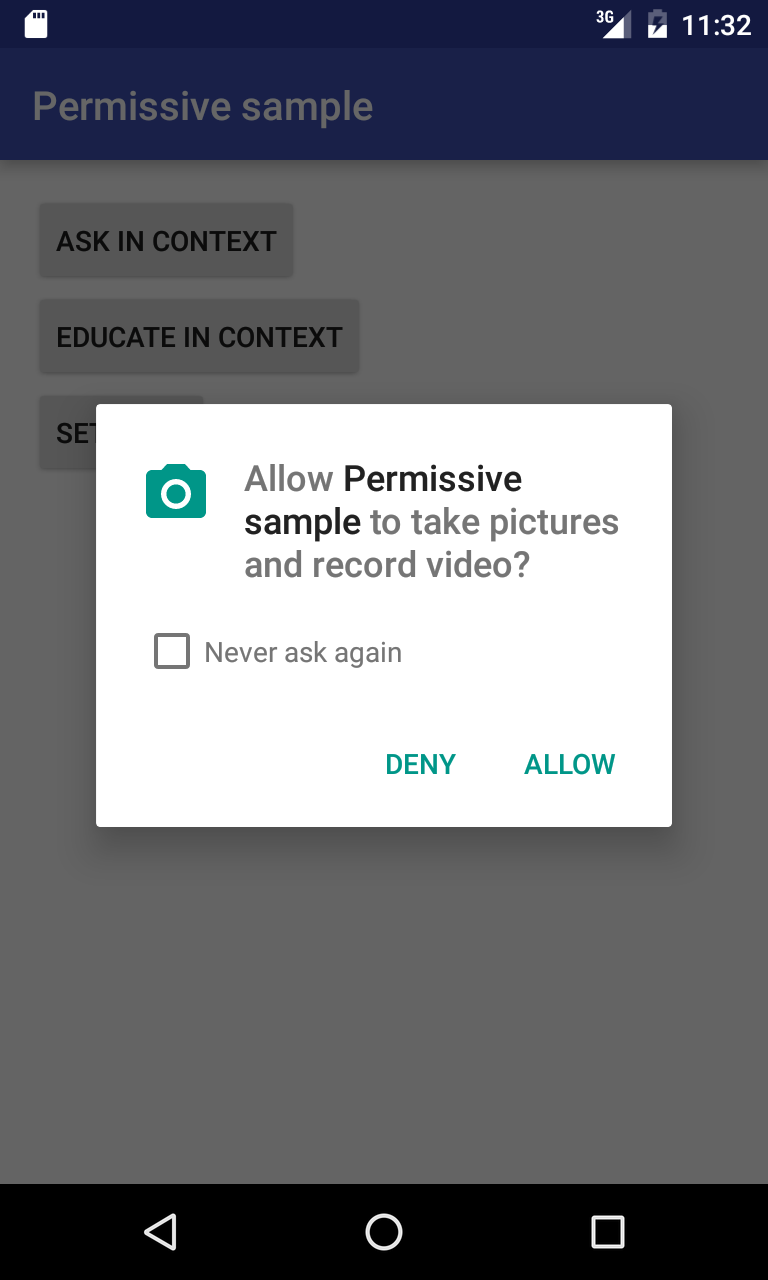 3G 11:32
Permissive sample
ASK IN CONTEXT
EDUCATE IN CONTEXT
SET
Allow Permissive
sample to take pictures
and record video?
Never ask again
DENY ALLOW